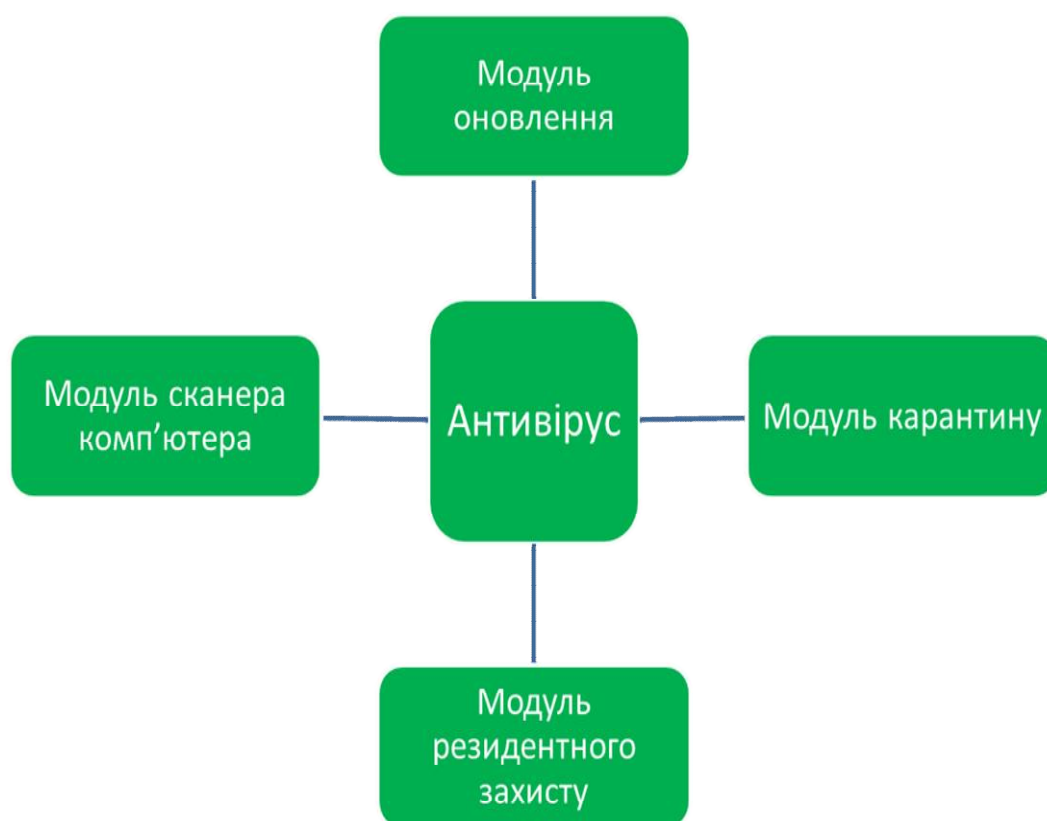 Модуль
оновлення
Модуль сканера
комп’ютера
Антивірус
Модуль карантину
Модуль
резидентного
захисту